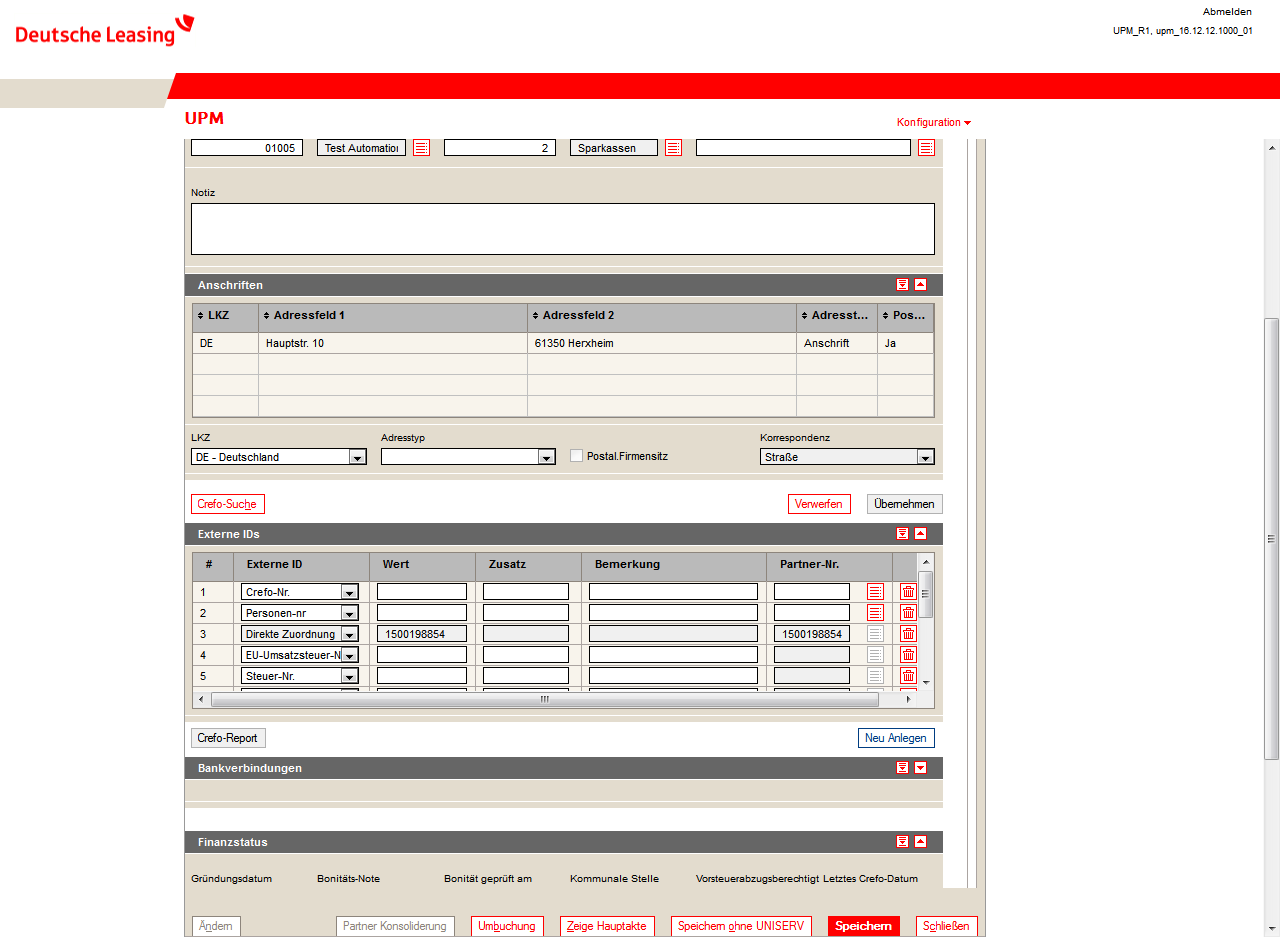 Abmelden
Deutsche Leasing
UPM_R1, upm_16.12.12.1000_01
UPM
Konfiguration
01005 Test Automation 2 Sparkassen
Notiz
Anschriften
LKZ Adressfeld 1 Adressfeld 2 Adresst... Pos...
DE Hauptstr. 10 61350 Herxheim Anschrift Ja
LKZ Adresstyp Korrespondenz
DE - Deutschland Postal.Firmensitz Straße
Crefo-Suche Verwerfen Übernehmen
Externe IDs
# Externe ID Wert Zusatz Bemerkung Partner-Nr.
1 Crefo-Nr.
2 Personen-nr
3 Direkte Zuordnung 1500198854 1500198854
4 EU-Umsatzsteuer-N
5 Steuer-Nr.
Crefo-Report Neu Anlegen
Bankverbindungen
Finanzstatus
Gründungsdatum Bonitäts-Note Bonität geprüft am Kommunale Stelle Vorsteuerabzugsberechtigt Letztes Crefo-Datum
Ändern Partner Konsolidierung Umbuchung Zeige Hauptakte Speichern ohne UNISERV Speichern Schließen